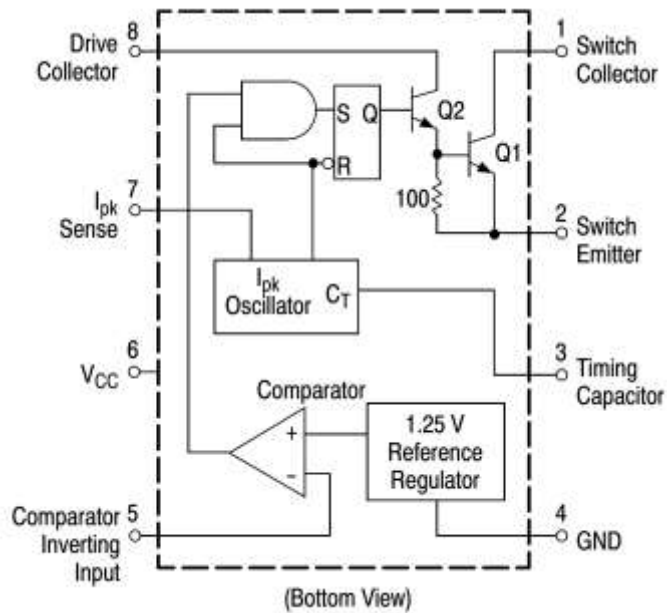 8
Drive
Collector
1
Switch
Collector
S Q
R
Q2
Q1
100
7
Ipk
Sense
2
Switch
Emitter
Ipk
Oscillator
CT
6
VCC
3
Timing
Capacitor
Comparator
+
−
1.25 V
Reference
Regulator
5
Comparator
Inverting
Input
4
GND
(Bottom View)